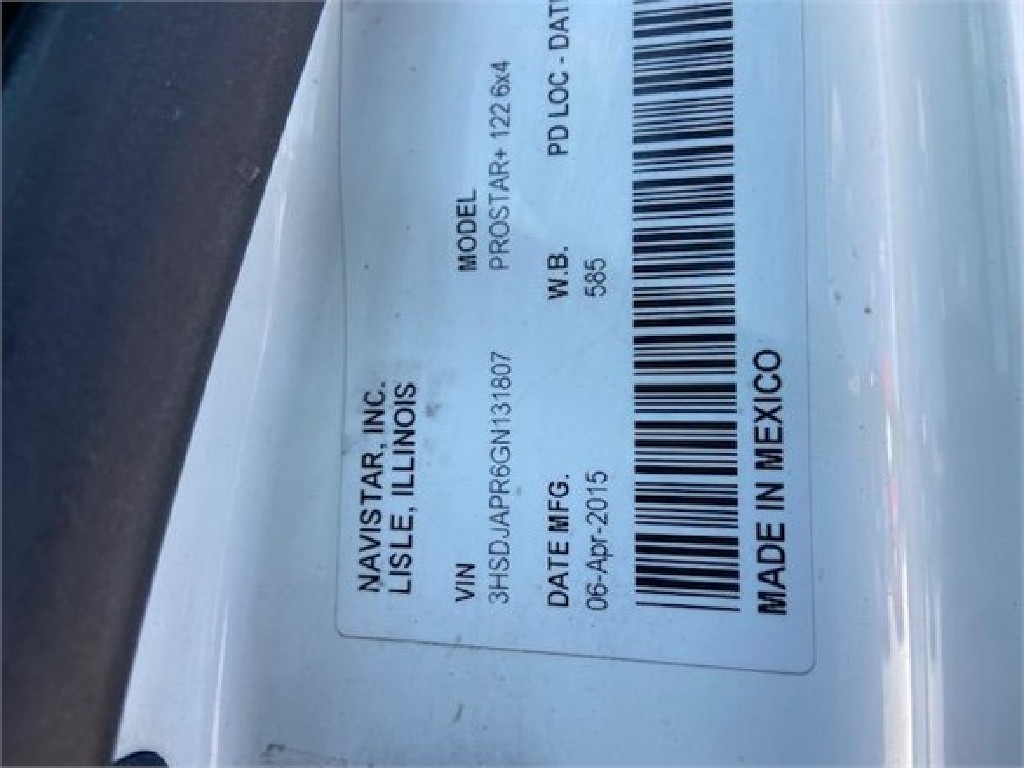 NAVISTAR, INC.
LISLE, ILLINOIS
VIN MODEL
3HSDJAPR6GN131807 PROSTAR+ 122 6x4
DATE MFG. W.B. PD LOC - DAT
06-Apr-2015 585
MADE IN MEXICO